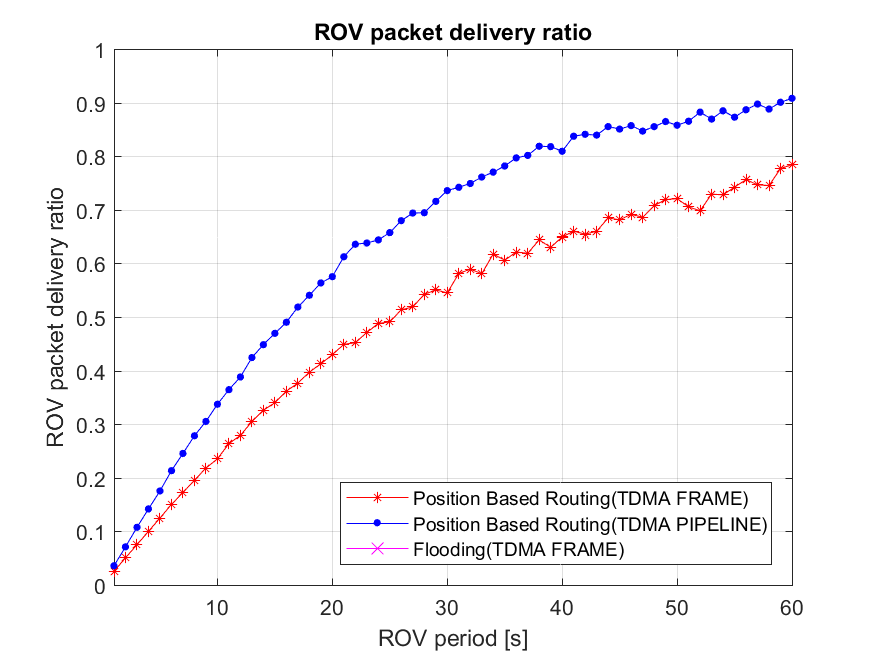 ROV packet delivery ratio
1
0.9
0.8
0.7
0.6
0.5
0.4
0.3
0.2
0.1
0
ROV packet delivery ratio
Position Based Routing(TDMA FRAME)
Position Based Routing(TDMA PIPELINE)
Flooding(TDMA FRAME)
10 20 30 40 50 60
ROV period [s]